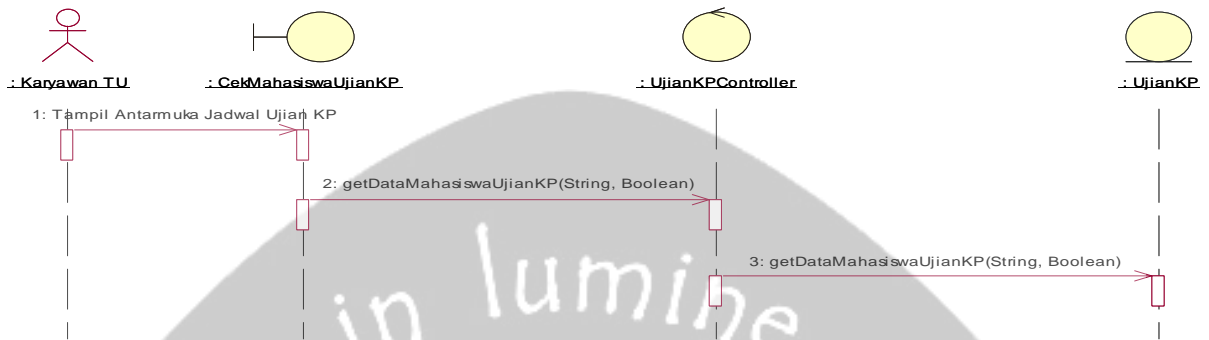 : Karyawan TU
: CekMahasiswaUjianKP
: UjianKPController
: UjianKP
1: Tampil Antarmuka Jadwal Ujian KP
2: getDataMahasiswaUjianKP(String, Boolean)
3: getDataMahasiswaUjianKP(String, Boolean)
in lumine